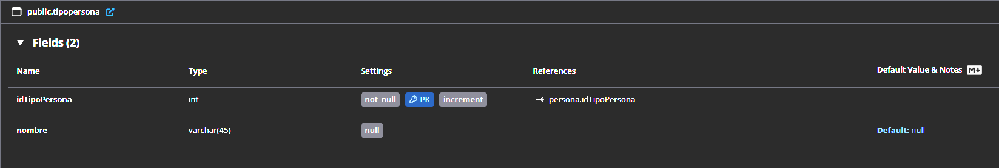 public.tipopersona
Fields (2)
Name Type Settings References Default Value & Notes M↓
idTipoPersona int not_null PK increment persona.idTipoPersona
nombre varchar(45) null Default: null